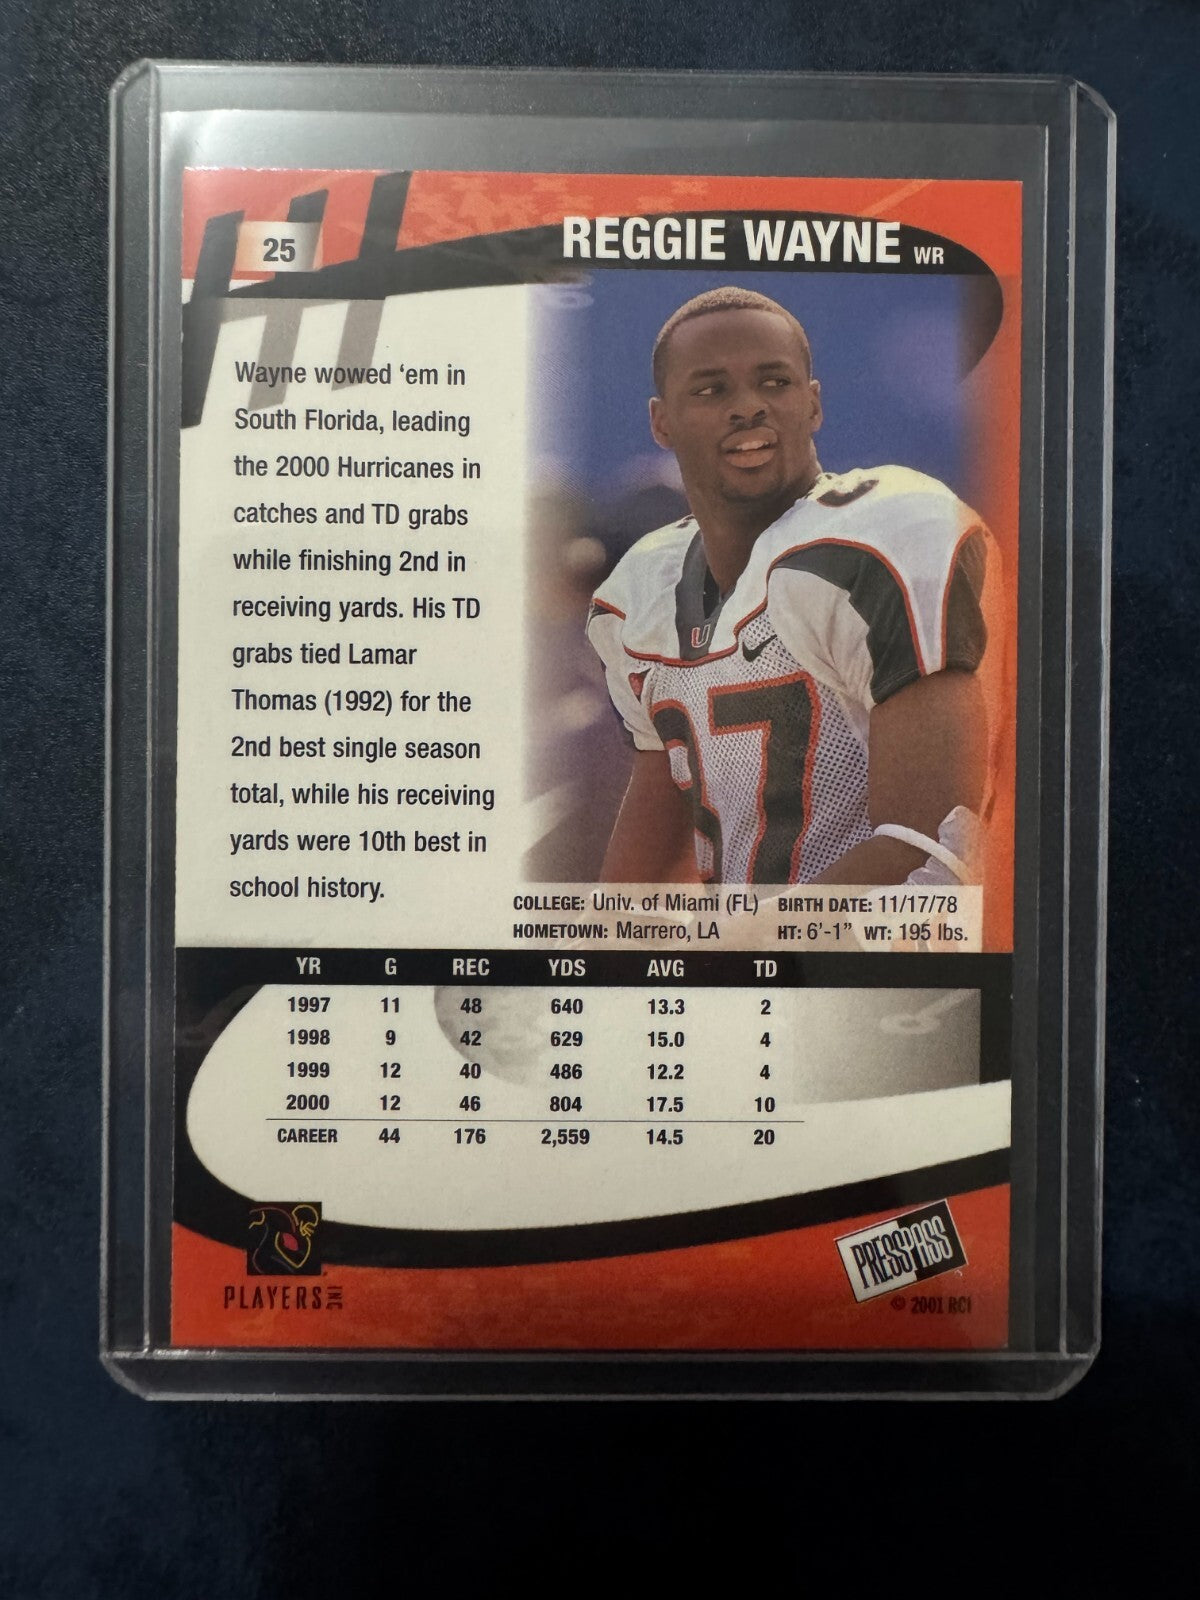 25
REGGIE WAYNE WR
Wayne wowed ‘em in
South Florida, leading
the 2000 Hurricanes in
catches and TD grabs
while finishing 2nd in
receiving yards. His TD
grabs tied Lamar
Thomas (1992) for the
2nd best single season
total, while his receiving
yards were 10th best in
school history.
U
87
COLLEGE: Univ. of Miami (FL) BIRTH DATE: 11/17/78
HOMETOWN: Marrero, LA HT: 6'-1" WT: 195 lbs.
YR G REC YDS AVG TD
1997 11 48 640 13.3 2
1998 9 42 629 15.0 4
1999 12 40 486 12.2 4
2000 12 46 804 17.5 10
CAREER 44 176 2,559 14.5 20
PLAYERS INC
PRESS PASS
© 2001 RCI